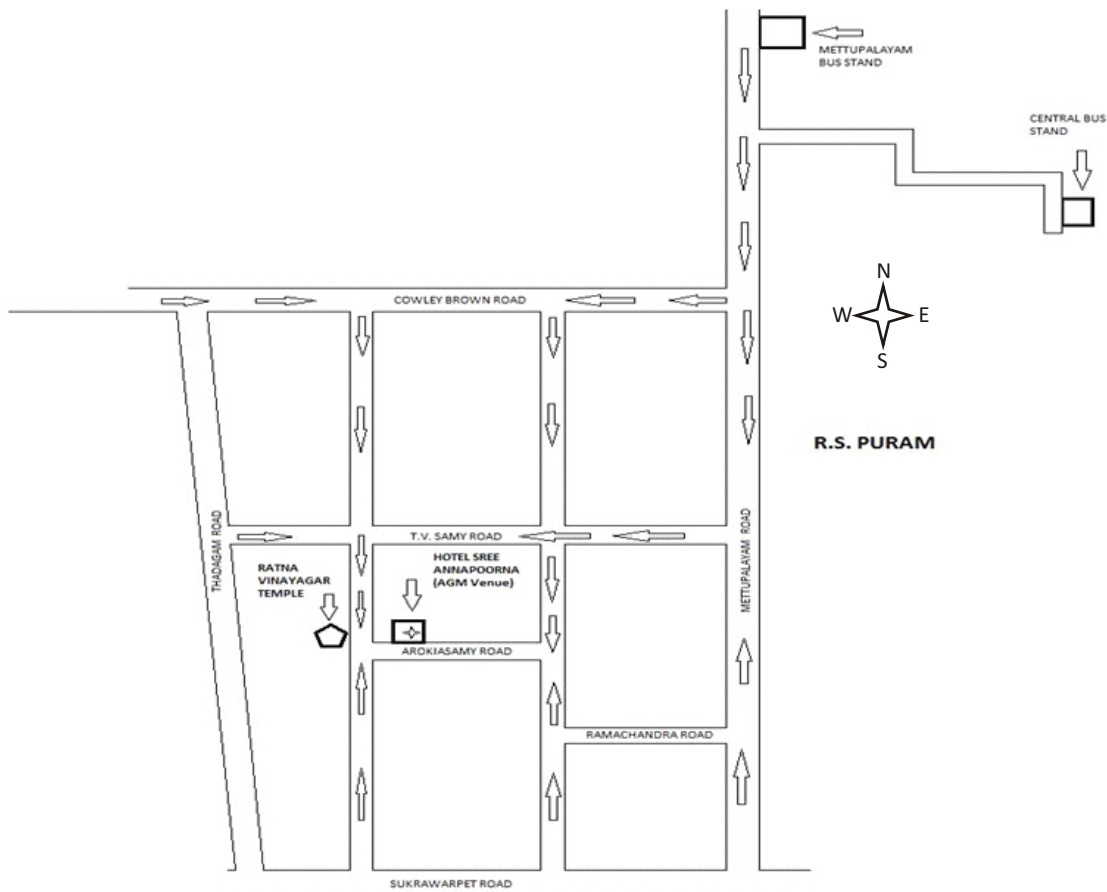 METTUPALAYAM
BUS STAND
CENTRAL BUS
STAND
N
W
E
S
COWLEY BROWN ROAD
R.S. PURAM
THADAGAM ROAD
T.V. SAMY ROAD
METTUPALAYAM ROAD
RATNA
VINAYAGAR
TEMPLE
HOTEL SREE
ANNAPOORNA
(AGM Venue)
AROKIASAMY ROAD
RAMACHANDRA ROAD
SUKRAWARPET ROAD